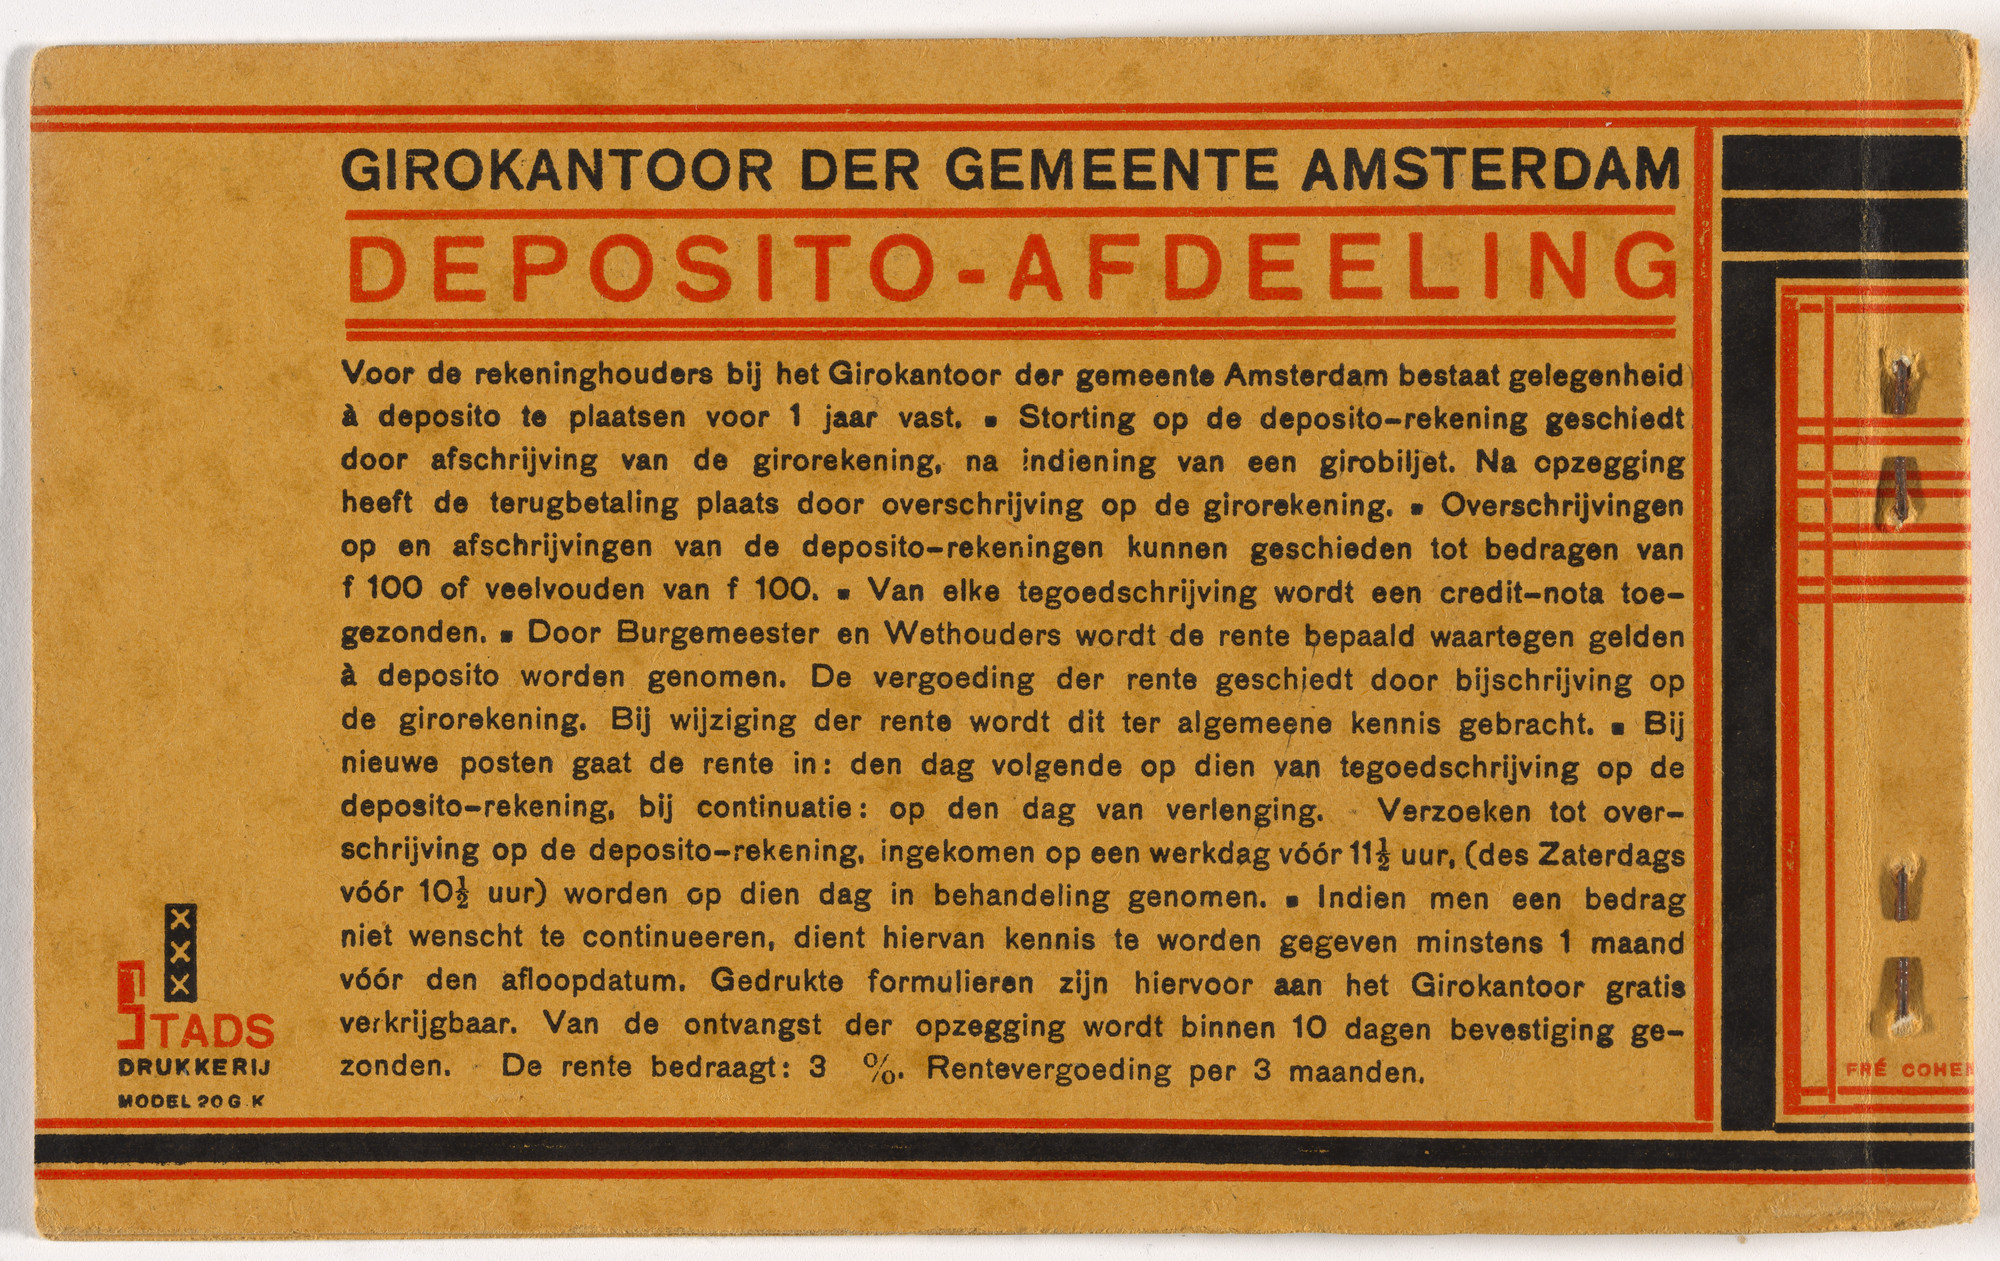 GIROKANTOOR DER GEMEENTE AMSTERDAM
DEPOSITO-AFDEELING
Voor de rekeninghouders bij het Girokantoor der gemeente Amsterdam bestaat gelegenheid
à deposito te plaatsen voor 1 jaar vast. ▪ Storting op de deposito-rekening geschiedt
door afschrijving van de girorekening, na indiening van een girobiljet. Na opzegging
heeft de terugbetaling plaats door overschrijving op de girorekening. ▪ Overschrijvingen
op en afschrijvingen van de deposito-rekeningen kunnen geschieden tot bedragen van
f 100 of veelvouden van f 100. ▪ Van elke tegoedschrijving wordt een credit-nota toe-
gezonden. ▪ Door Burgemeester en Wethouders wordt de rente bepaald waartegen gelden
à deposito worden genomen. De vergoeding der rente geschiedt door bijschrijving op
de girorekening. Bij wijziging der rente wordt dit ter algemeene kennis gebracht. ▪ Bij
nieuwe posten gaat de rente in: den dag volgende op dien van tegoedschrijving op de
deposito-rekening, bij continuatie: op den dag van verlenging. Verzoeken tot over-
schrijving op de deposito-rekening, ingekomen op een werkdag vóór 11½ uur, (des Zaterdags
vóór 10½ uur) worden op dien dag in behandeling genomen. ▪ Indien men een bedrag
niet wenscht te continueeren, dient hiervan kennis te worden gegeven minstens 1 maand
vóór den afloopdatum. Gedrukte formulieren zijn hiervoor aan het Girokantoor gratis
verkrijgbaar. Van de ontvangst der opzegging wordt binnen 10 dagen bevestiging ge-
zonden. De rente bedraagt: 3 %. Rentevergoeding per 3 maanden.
XXX
STADS
DRUKKERIJ
MODEL 20 G. K
FRÉ COHEN